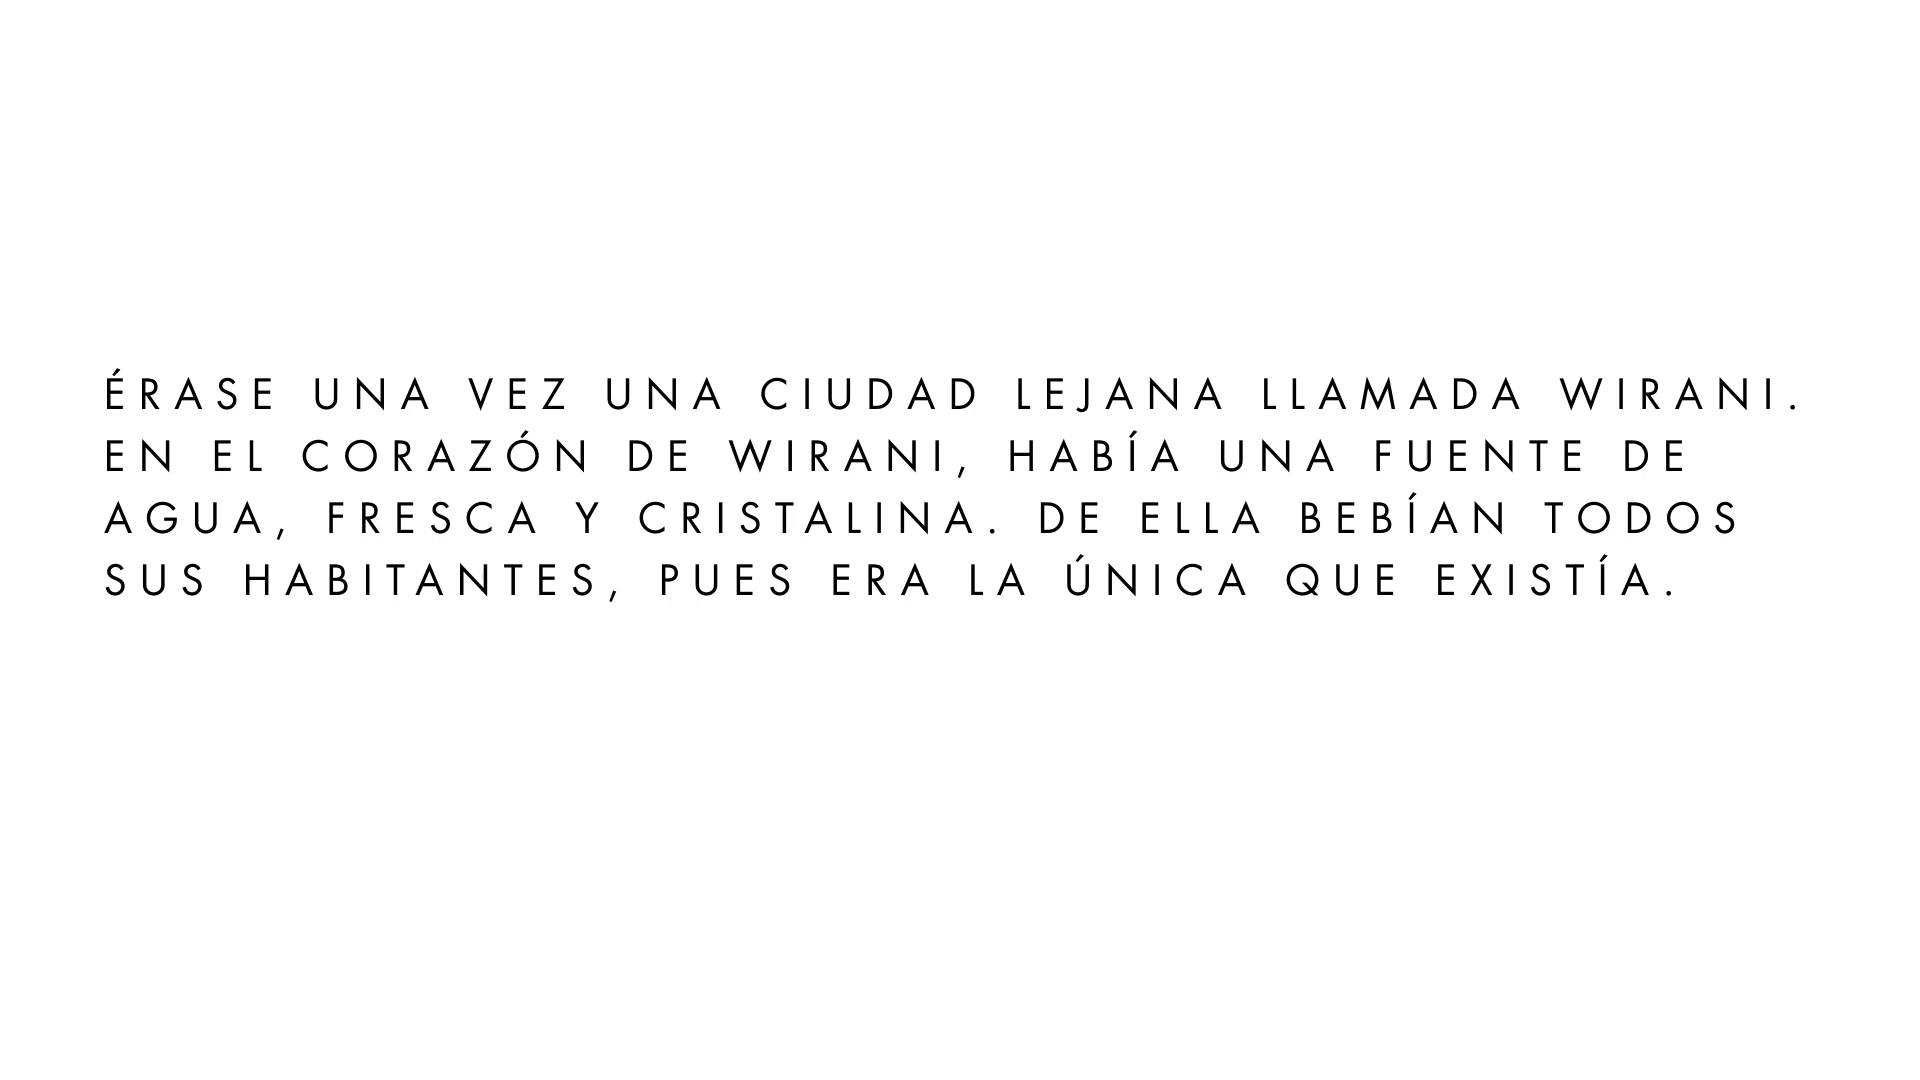 ÉRASE UNA VEZ UNA CIUDAD LEJANA LLAMADA WIRANI.
EN EL CORAZÓN DE WIRANI, HABÍA UNA FUENTE DE
AGUA, FRESCA Y CRISTALINA. DE ELLA BEBÍAN TODOS
SUS HABITANTES, PUES ERA LA ÚNICA QUE EXISTÍA.